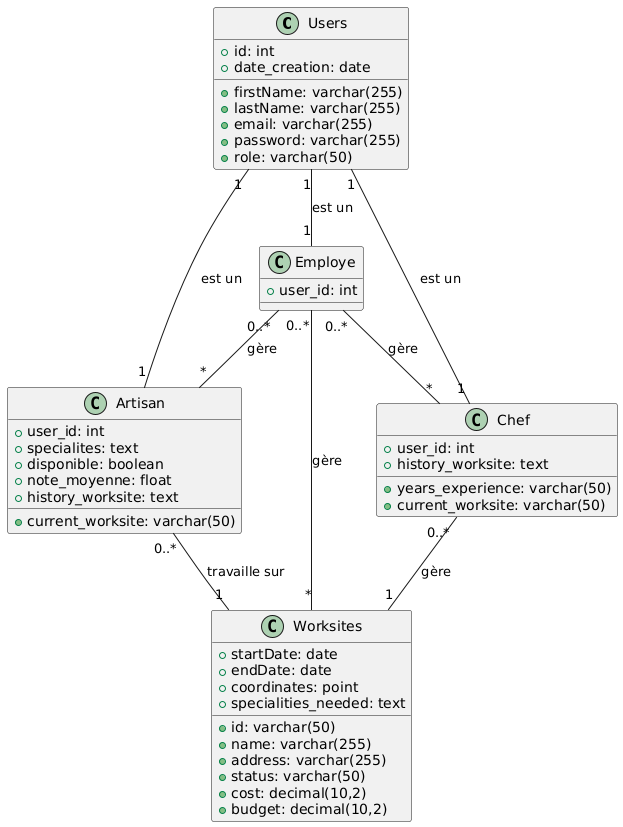 C Users
id: int
date_creation: date
firstName: varchar(255)
lastName: varchar(255)
email: varchar(255)
password: varchar(255)
role: varchar(50)
1
1
1
est un
1
C Employe
user_id: int
est un
est un
0..*
0..*
0..*
gère
gère
*
*
1
1
C Artisan
user_id: int
specialites: text
disponible: boolean
note_moyenne: float
history_worksite: text
current_worksite: varchar(50)
gère
C Chef
user_id: int
history_worksite: text
years_experience: varchar(50)
current_worksite: varchar(50)
0..*
0..*
travaille sur
gère
1
*
1
C Worksites
startDate: date
endDate: date
coordinates: point
specialities_needed: text
id: varchar(50)
name: varchar(255)
address: varchar(255)
status: varchar(50)
cost: decimal(10,2)
budget: decimal(10,2)